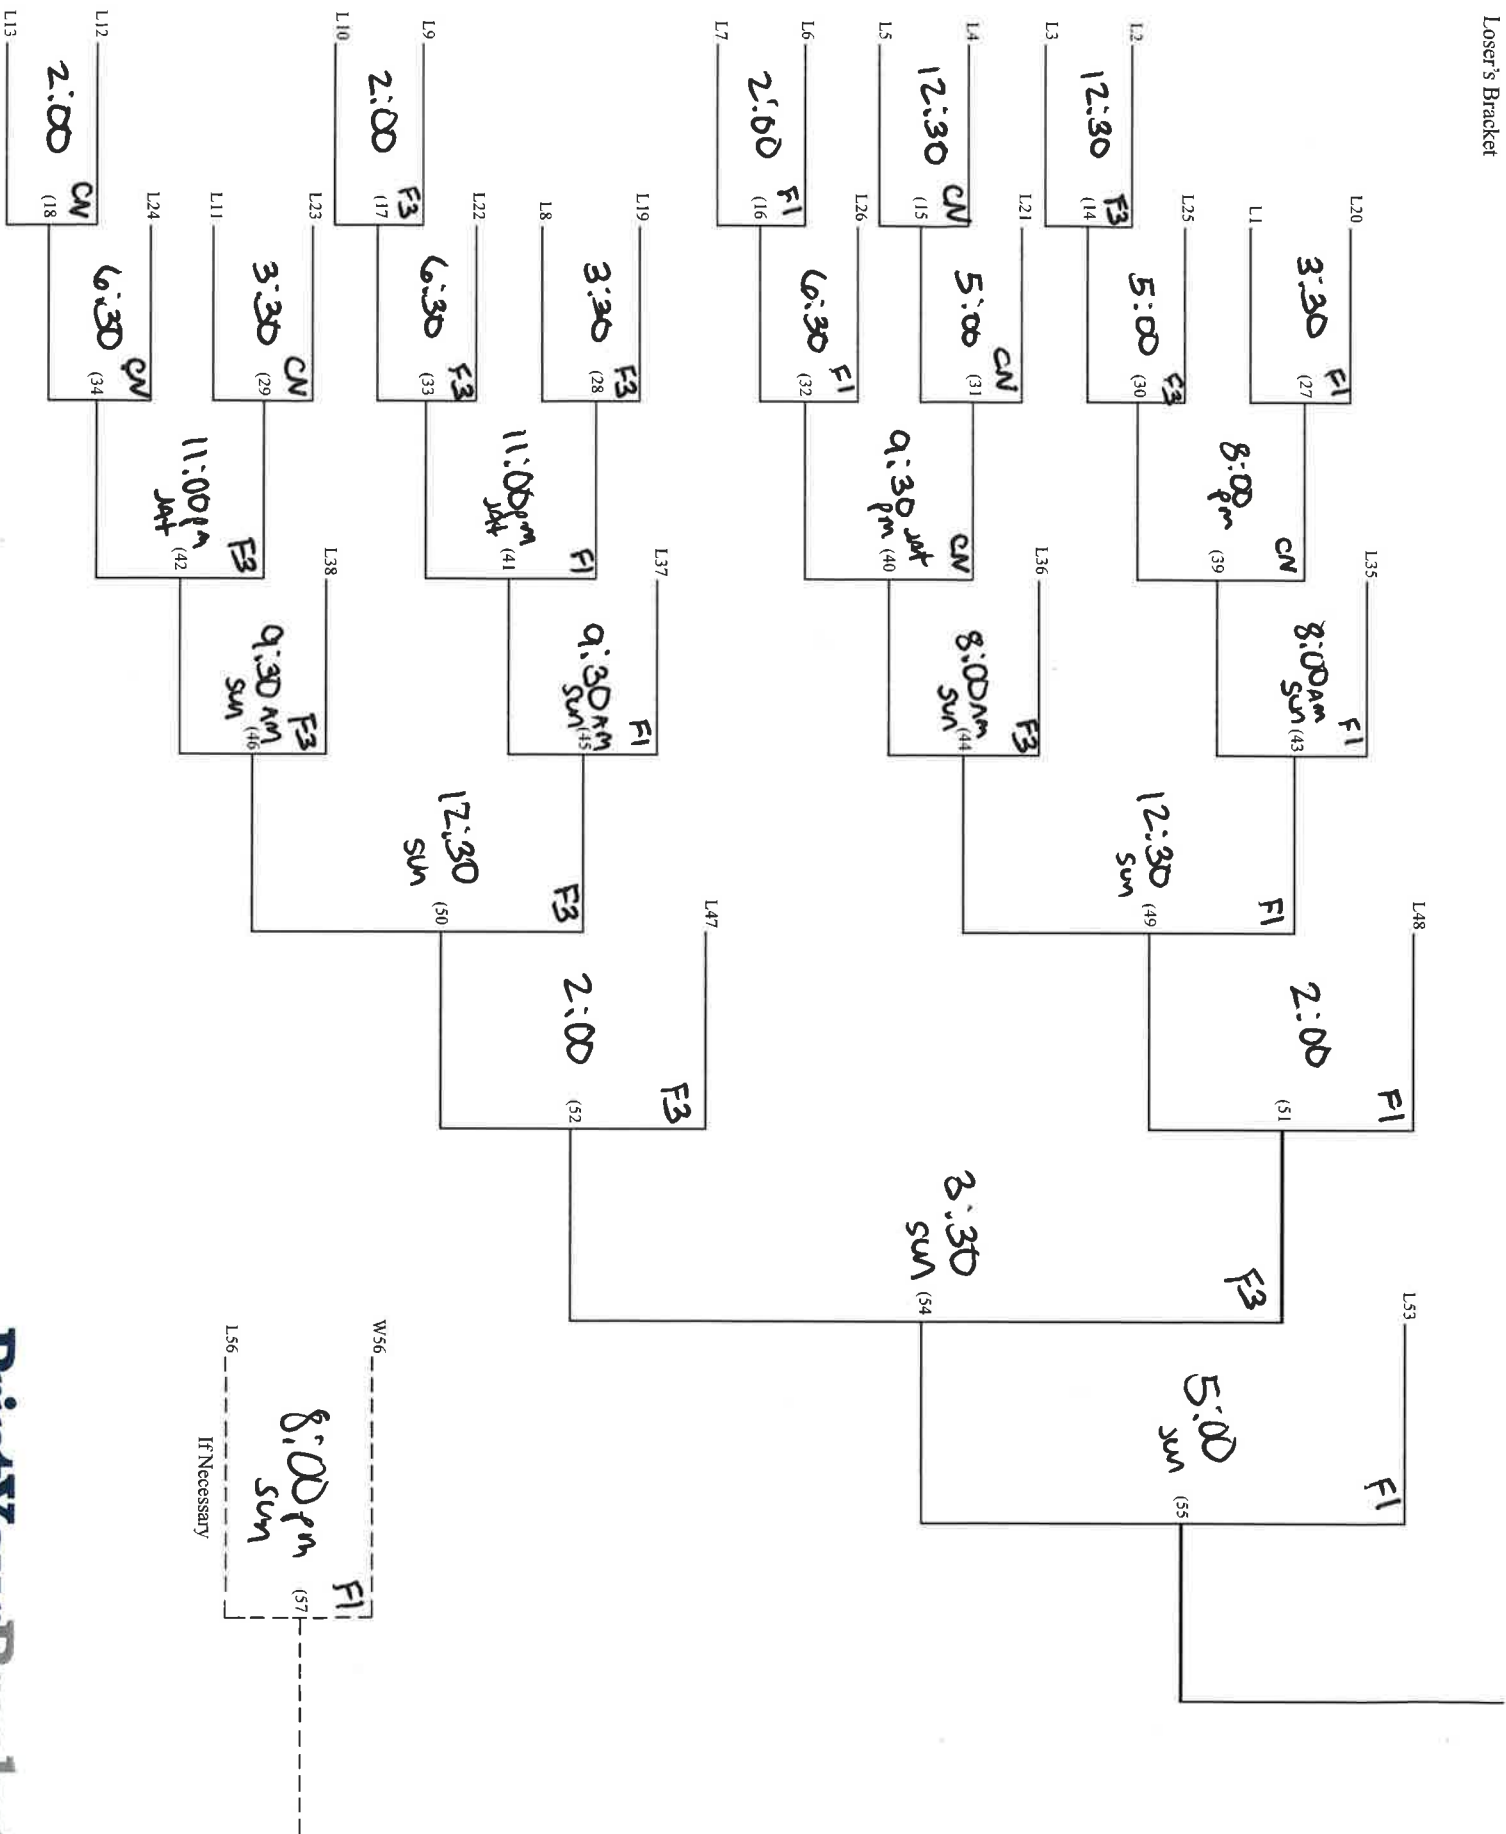 Loser's Bracket
L20
3:30 F1
(27
L1
L25
5:00 F3
(30
L2
12:30 F3
(14
L3
L21
5:00 CN
(31
L4
12:30 CN
(15
L5
L26
6:30 F1
(32
L6
2:00 F1
(16
L7
L19
3:30 F3
(28
L8
L22
6:30 F3
(33
L9
2:00 F3
(17
L10
L23
3:30 CN
(29
L11
L24
6:30 CN
(34
L12
2:00 CN
(18
L13
8:00 CN
pm
(39
9:30 sat CN
pm
(40
11:00pm F1
sat
(41
11:00pm F3
sat
(42
L35
8:00AM F1
sun
(43
L36
8:00AM F3
sun
(44
L37
9:30AM F1
sun
(45
L38
9:30AM F3
sun
(46
12:30 F1
sun
(49
12:30 F3
sun
(50
L48
2:00 F1
(51
L47
2:00 F3
(52
3:30 F3
sun
(54
L53
5:00 F1
sun
(55
W56
8:00pm F1
sun
(57
L56
If Necessary